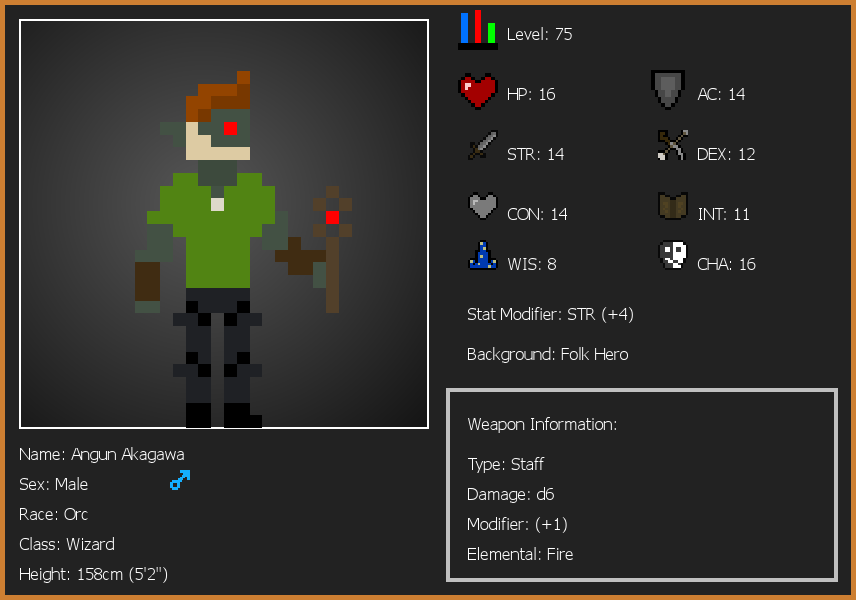 Level: 75
HP: 16
AC: 14
STR: 14
DEX: 12
CON: 14
INT: 11
WIS: 8
CHA: 16
Stat Modifier: STR (+4)
Background: Folk Hero
Weapon Information:
Type: Staff
Damage: d6
Modifier: (+1)
Elemental: Fire
Name: Angun Akagawa
Sex: Male
Race: Orc
Class: Wizard
Height: 158cm (5'2")